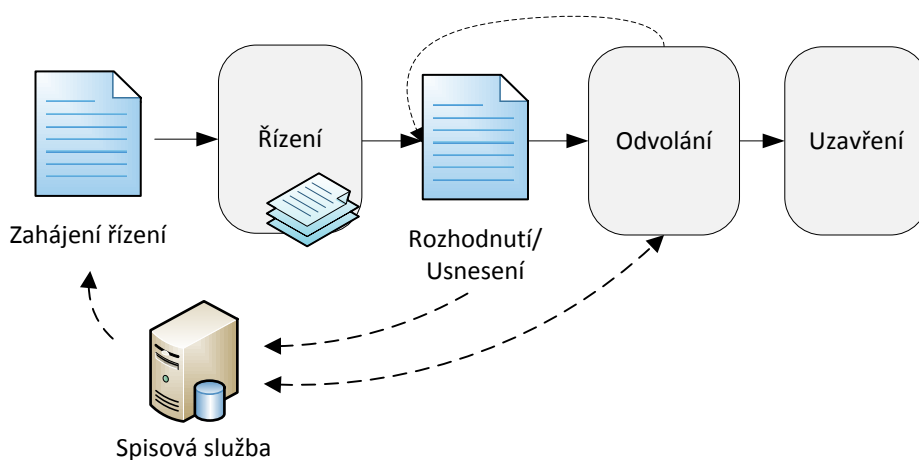 Řízení
Odvolání
Uzavření
Zahájení řízení
Rozhodnutí/
Usnesení
Spisová služba